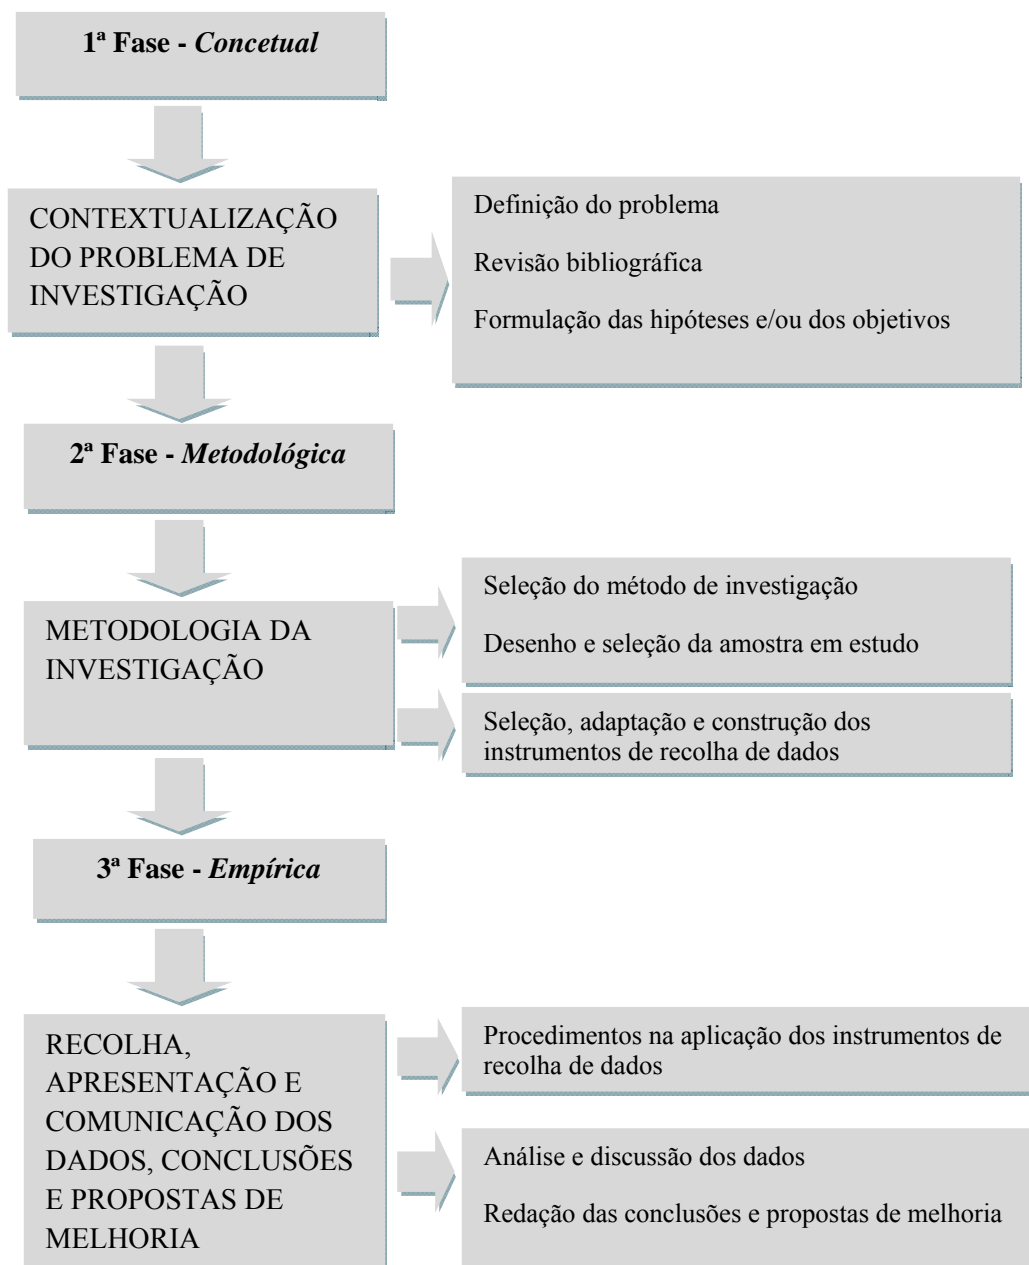 1ª Fase - Concetual
CONTEXTUALIZAÇÃO
DO PROBLEMA DE
INVESTIGAÇÃO
Definição do problema
Revisão bibliográfica
Formulação das hipóteses e/ou dos objetivos
2ª Fase - Metodológica
METODOLOGIA DA
INVESTIGAÇÃO
Seleção do método de investigação
Desenho e seleção da amostra em estudo
Seleção, adaptação e construção dos
instrumentos de recolha de dados
3ª Fase - Empírica
RECOLHA,
APRESENTAÇÃO E
COMUNICAÇÃO DOS
DADOS, CONCLUSÕES
E PROPOSTAS DE
MELHORIA
Procedimentos na aplicação dos instrumentos de
recolha de dados
Análise e discussão dos dados
Redação das conclusões e propostas de melhoria